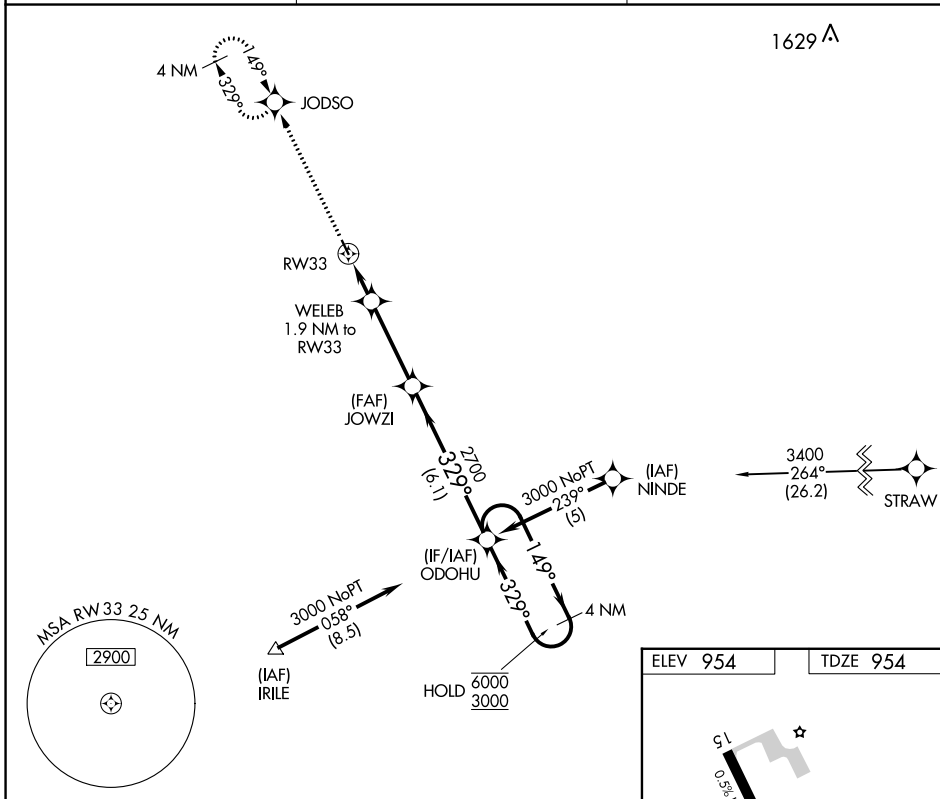 1629
149°
329°
4 NM
JODSO
RW33
WELEB
1.9 NM to
RW33
(FAF)
JOWZI
2700
329°
(6.1)
3000 NoPT
239°
(5)
(IAF)
NINDE
3400
264°
(26.2)
STRAW
(IF/IAF)
ODOHU
149°
329°
4 NM
3000 NoPT
058°
(8.5)
(IAF)
IRILE
HOLD 6000
3000
MSA RW 33 25 NM
2900
ELEV 954
TDZE 954
15
0.5%